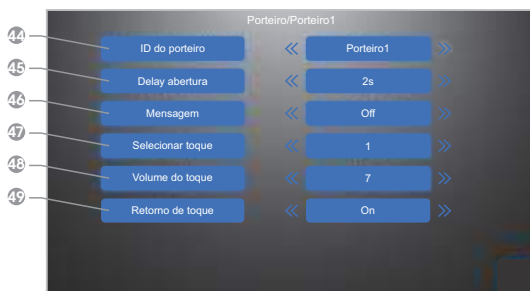 Porteiro/Porteiro1
44 ID do porteiro « Porteiro1 »
45 Delay abertura « 2s »
46 Mensagem « Off »
47 Selecionar toque « 1 »
48 Volume do toque « 7 »
49 Retorno de toque « On »